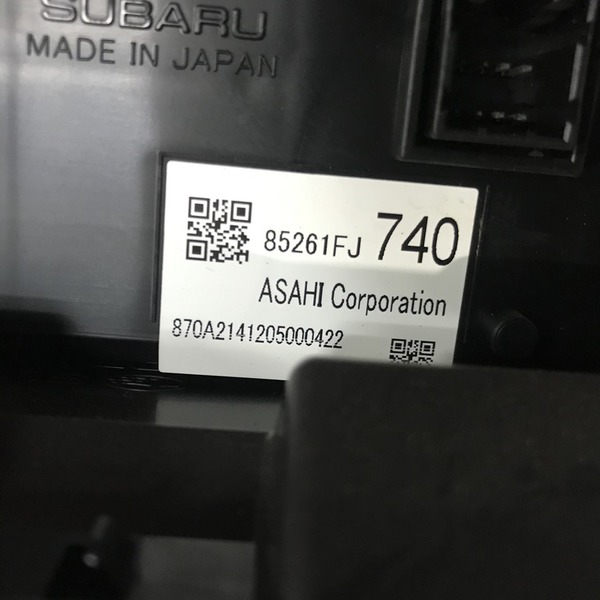 SUBARU
MADE IN JAPAN
85261FJ 740
ASAHI Corporation
870A2141205000422